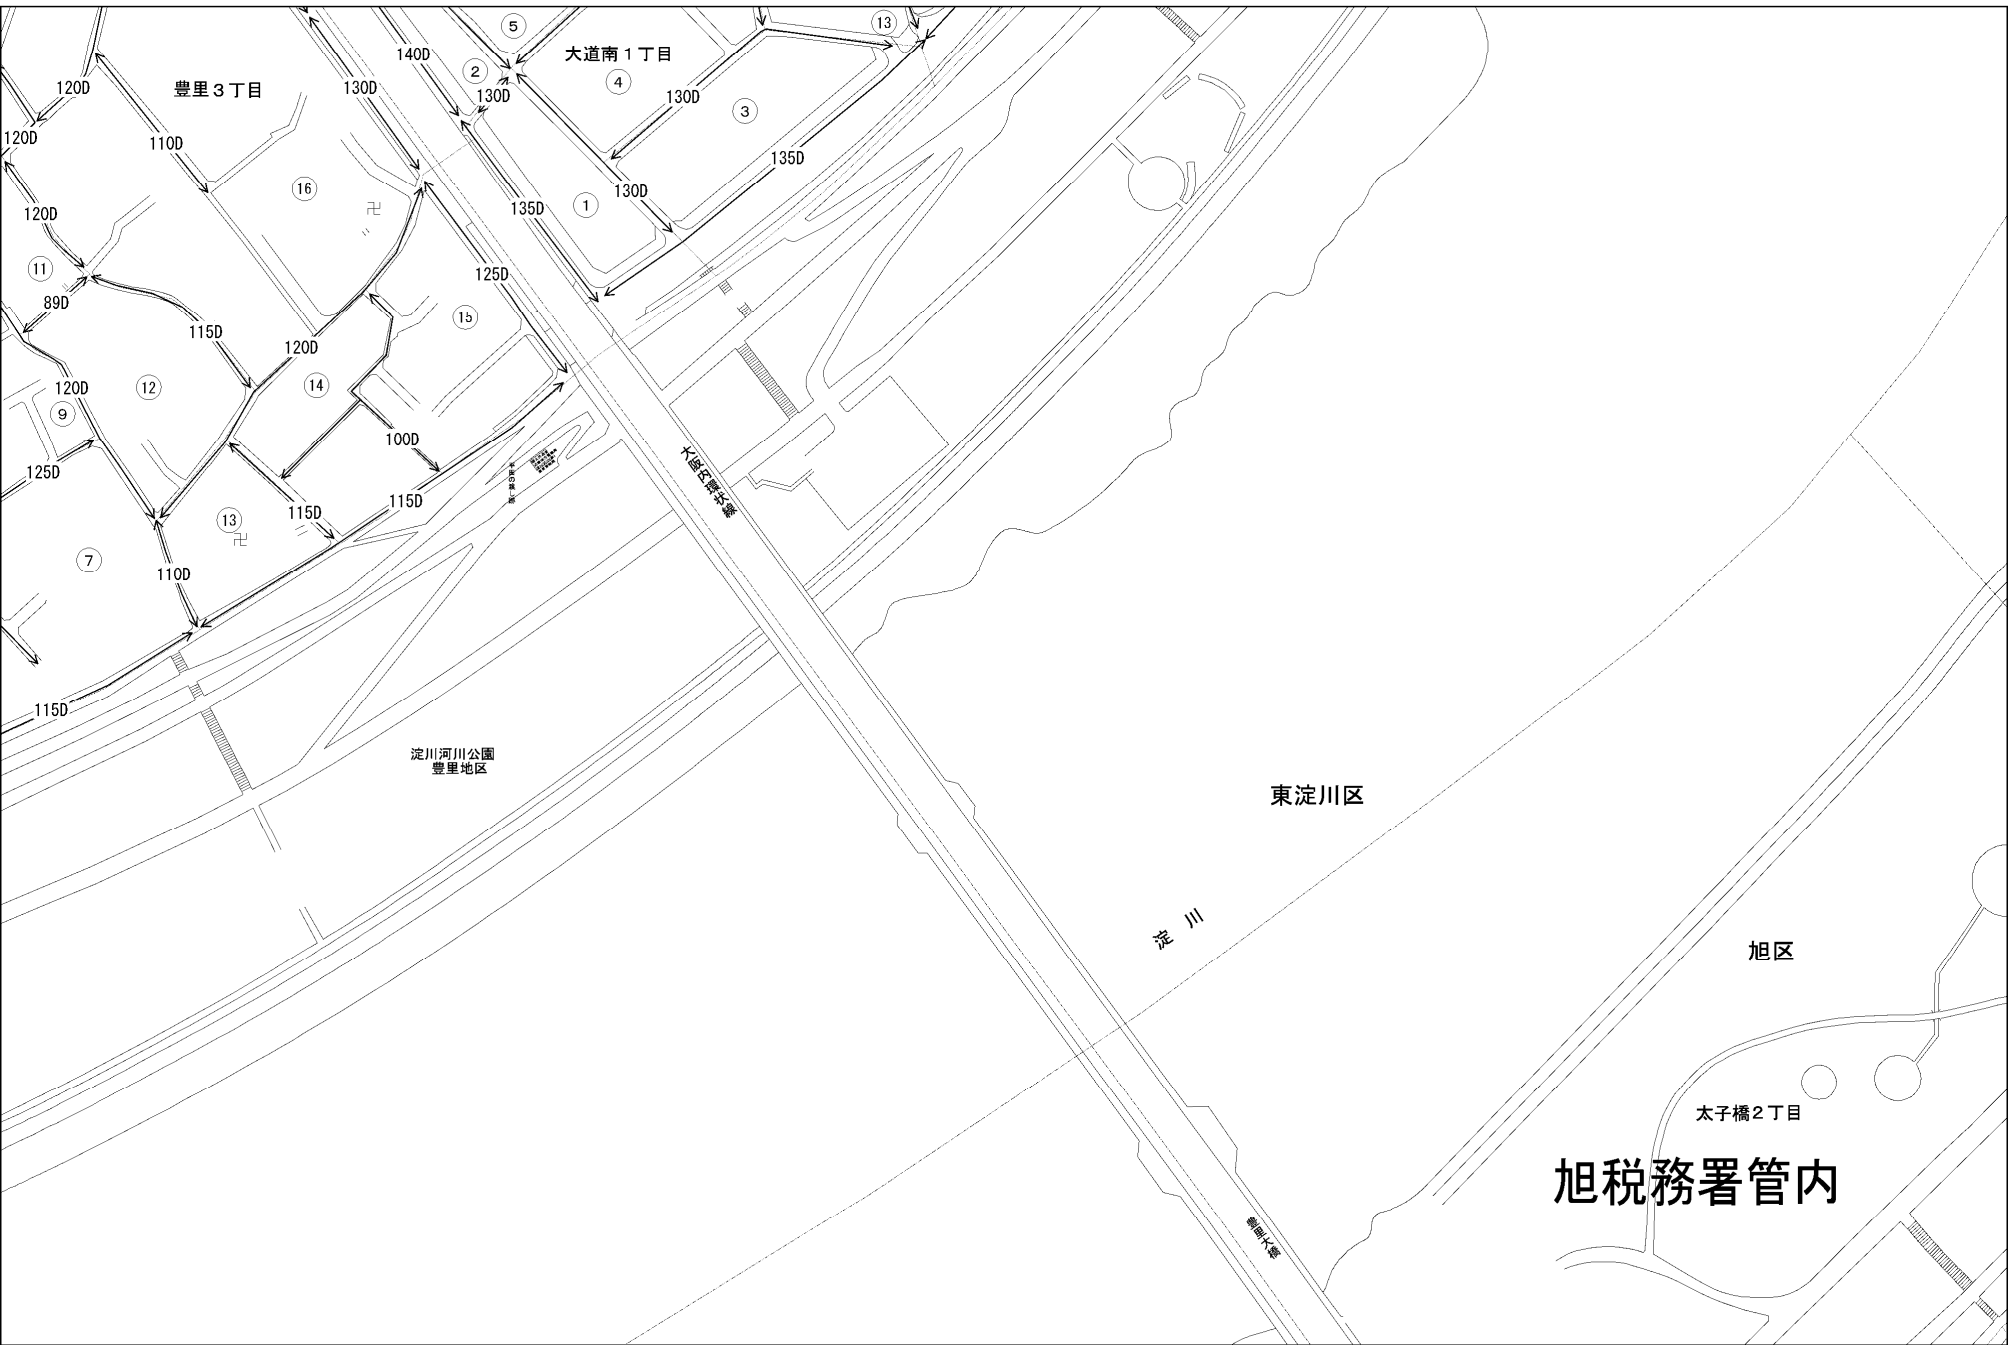 ⑤
大道南１丁目
⑬
140D
②
④
豊里３丁目
120D
130D
130D
130D
③
120D
110D
135D
⑯
卍
130D
①
135D
120D
⑪
125D
89D
115D
⑮
120D
120D
⑫
⑭
⑨
100D
125D
大阪内環状線
115D
115D
⑬
卍
⑦
110D
115D
淀川河川公園
豊里地区
東淀川区
淀川
旭区
太子橋２丁目
旭税務署管内
豊里大橋